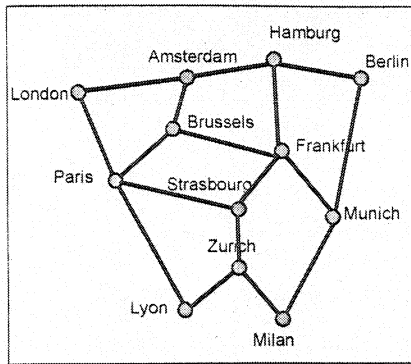 Hamburg
Amsterdam
Berlin
London
Brussels
Frankfurt
Paris
Strasbourg
Munich
Zurich
Lyon
Milan